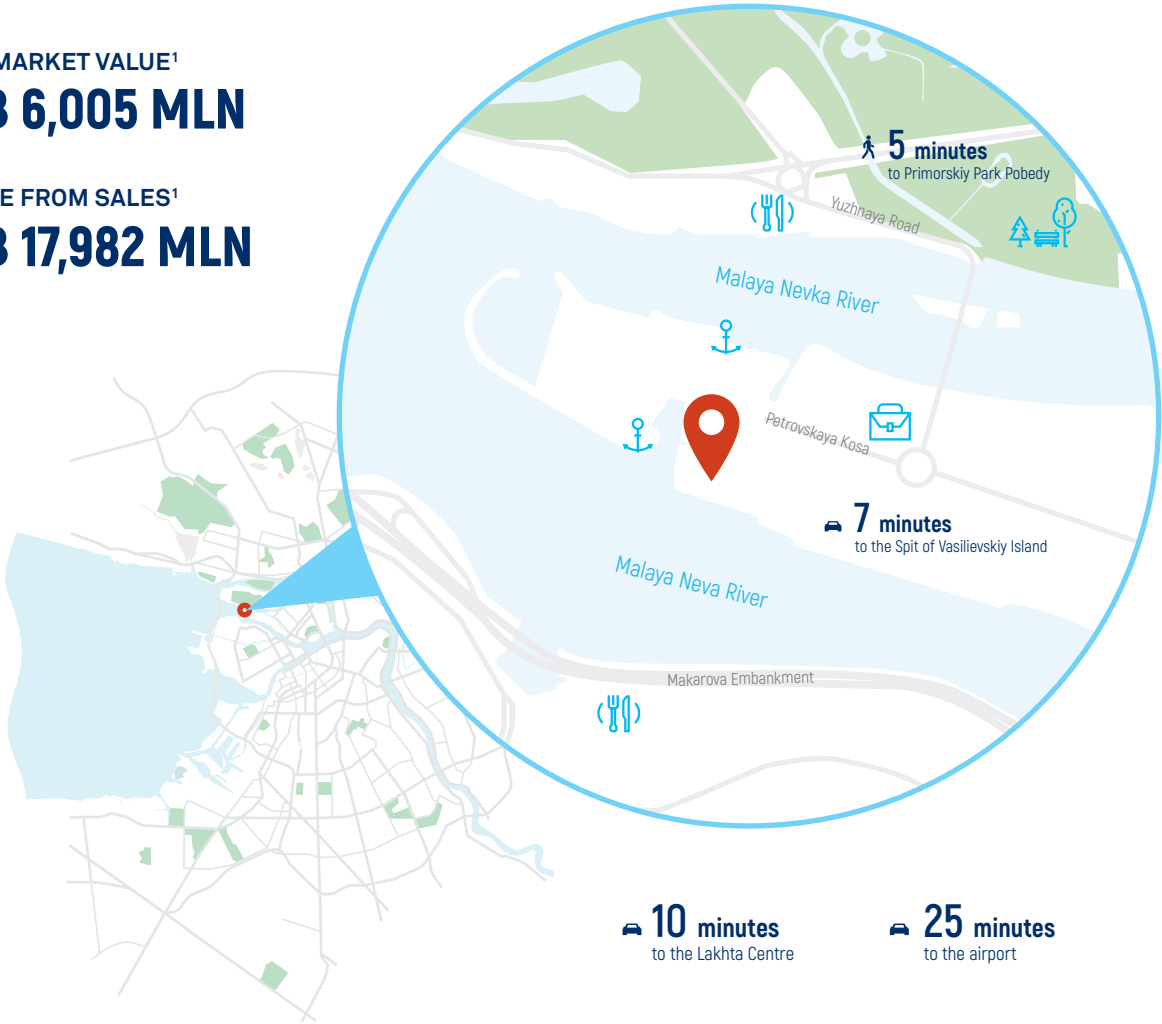 MARKET VALUE¹
6,005 MLN
E FROM SALES¹
17,982 MLN
5 minutes
to Primorskiy Park Pobedy
Yuzhnaya Road
Malaya Nevka River
Petrovskaya Kosa
7 minutes
to the Spit of Vasilievskiy Island
Malaya Neva River
Makarova Embankment
10 minutes
to the Lakhta Centre
25 minutes
to the airport